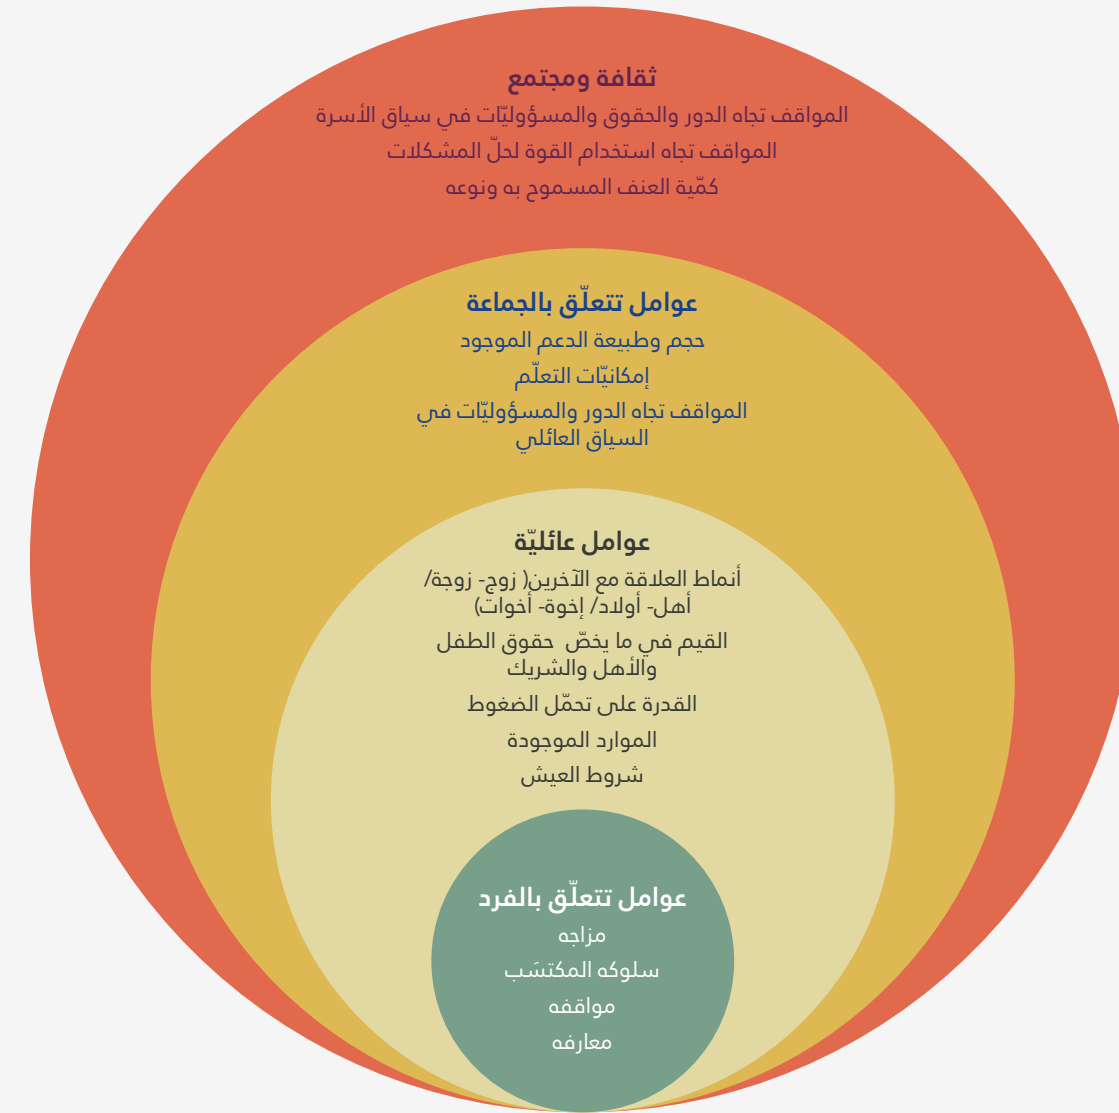 ثقافة ومجتمع
المواقف تجاه الدور والحقوق والمسؤوليّات في سياق الأسرة
المواقف تجاه استخدام القوة لحلّ المشكلات
كمّية العنف المسموح به ونوعه
عوامل تتعلّق بالجماعة
حجم وطبيعة الدعم الموجود
إمكانيّات التعلّم
المواقف تجاه الدور والمسؤوليّات في
السياق العائلي
عوامل عائليّة
أنماط العلاقة مع الآخرين( زوج- زوجة/
أهل- أولاد/ إخوة- أخوات)
القيم في ما يخصّ حقوق الطفل
والأهل والشريك
القدرة على تحمّل الضغوط
الموارد الموجودة
شروط العيش
عوامل تتعلّق بالفرد
مزاجه
سلوكه المكتسَب
مواقفه
معارفه